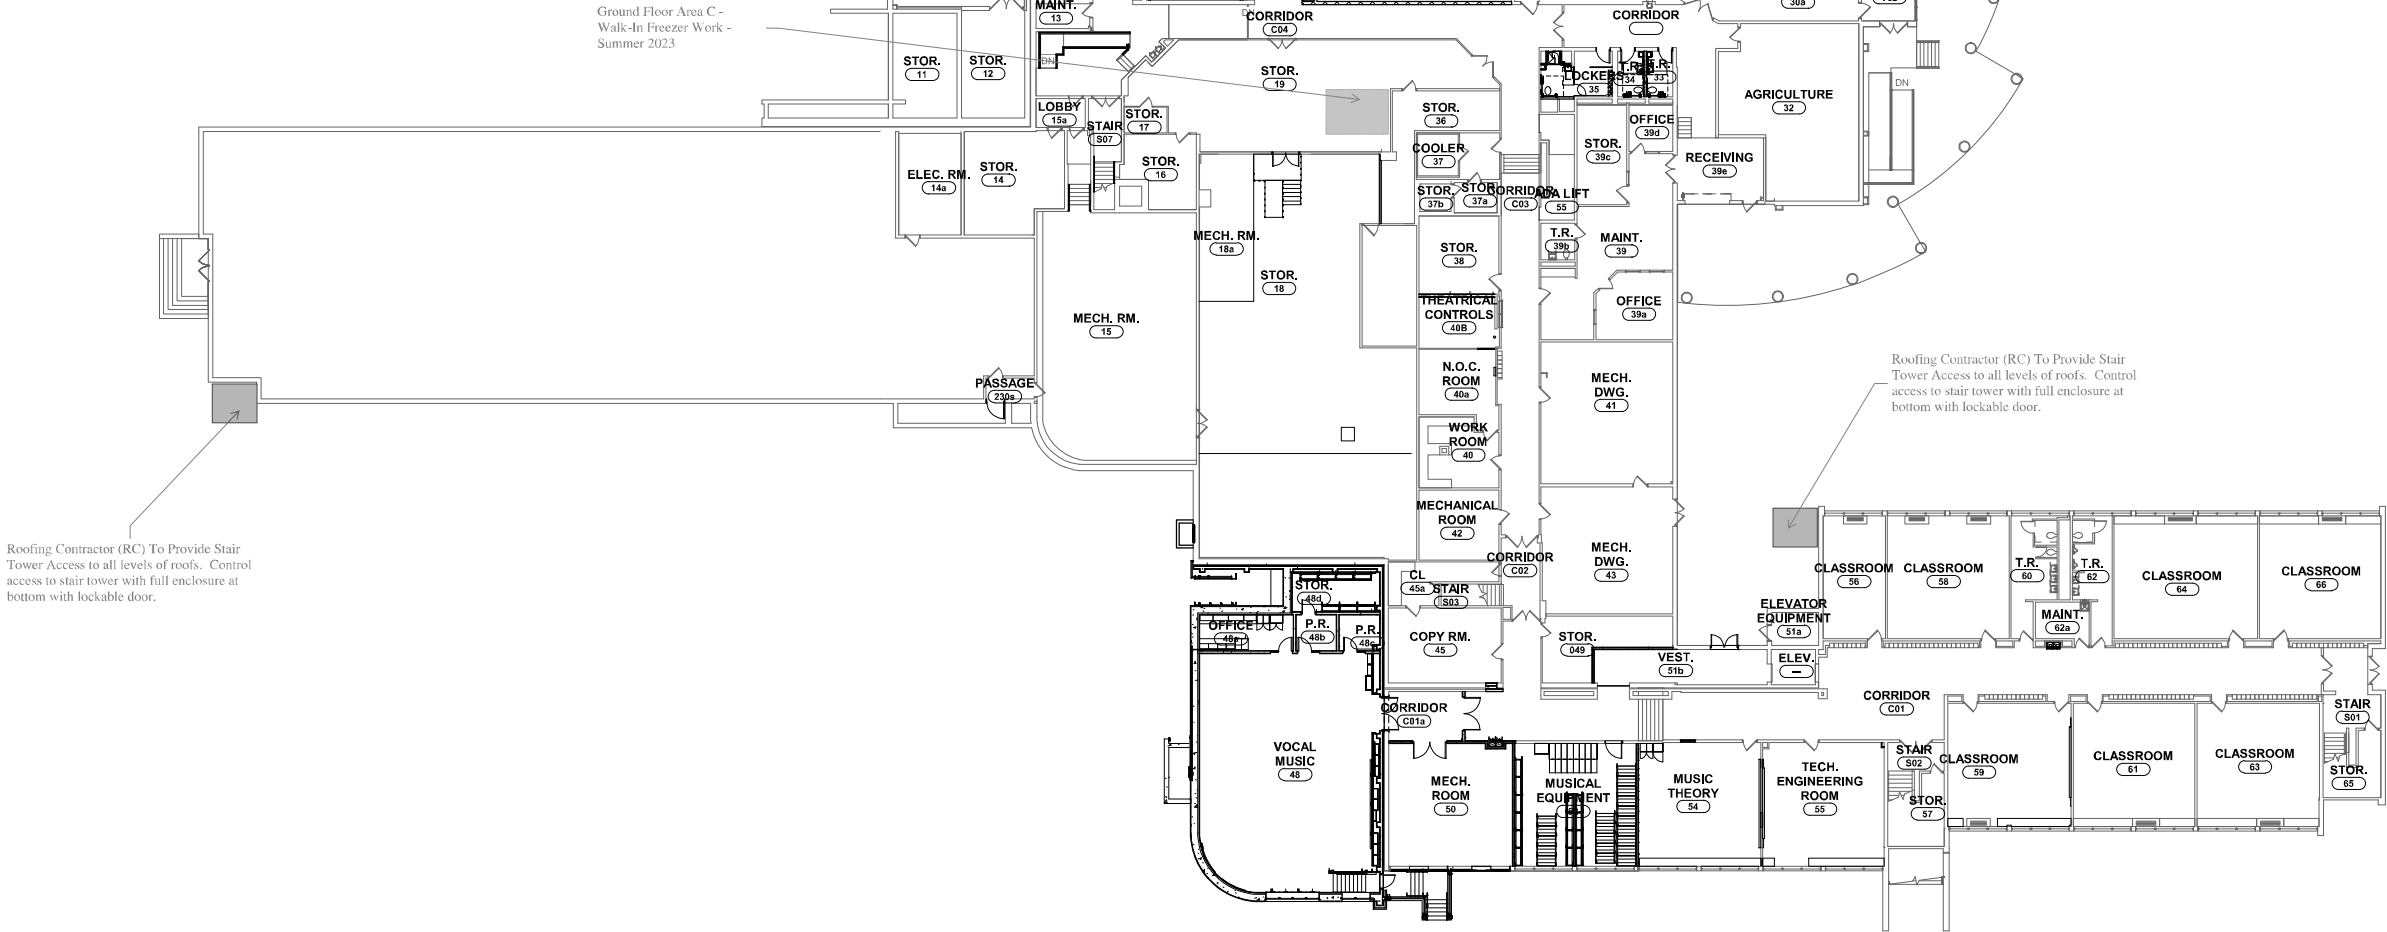 Ground Floor Area C -
Walk-In Freezer Work -
Summer 2023
MAINT.
13
DN
CORRIDOR
C04
CORRIDOR
30a
STOR.
11
STOR.
12
DN
STOR.
19
LOCKERS
35
T.R.
34
T.R.
33
AGRICULTURE
32
DN
LOBBY
15a
STAIR
S07
STOR.
17
STOR.
36
OFFICE
39d
COOLER
37
STOR.
39c
RECEIVING
39e
ELEC. RM.
14a
STOR.
14
STOR.
16
STOR.
37b
STOR.
37a
CORRIDOR
C03
ADA LIFT
55
MECH. RM.
18a
STOR.
18
STOR.
38
T.R.
39b
MAINT.
39
THEATRICAL
CONTROLS
40B
OFFICE
39a
MECH. RM.
15
PASSAGE
230s
N.O.C.
ROOM
40a
MECH.
DWG.
41
Roofing Contractor (RC) To Provide Stair
Tower Access to all levels of roofs.  Control
access to stair tower with full enclosure at
bottom with lockable door.
WORK
ROOM
40
MECHANICAL
ROOM
42
Roofing Contractor (RC) To Provide Stair
Tower Access to all levels of roofs.  Control
access to stair tower with full enclosure at
bottom with lockable door.
CORRIDOR
C02
MECH.
DWG.
43
CLASSROOM
56
CLASSROOM
58
T.R.
60
T.R.
62
CLASSROOM
64
CLASSROOM
66
STOR.
48d
CL
45a
STAIR
S03
ELEVATOR
EQUIPMENT
51a
MAINT.
62a
OFFICE
48a
P.R.
48b
P.R.
48c
COPY RM.
45
STOR.
049
VEST.
51b
ELEV.
—
CORRIDOR
C01a
CORRIDOR
C01
STAIR
S01
VOCAL
MUSIC
48
MECH.
ROOM
50
MUSICAL
EQUIPMENT
MUSIC
THEORY
54
TECH.
ENGINEERING
ROOM
55
STAIR
S02
STOR.
57
CLASSROOM
59
CLASSROOM
61
CLASSROOM
63
STOR.
65